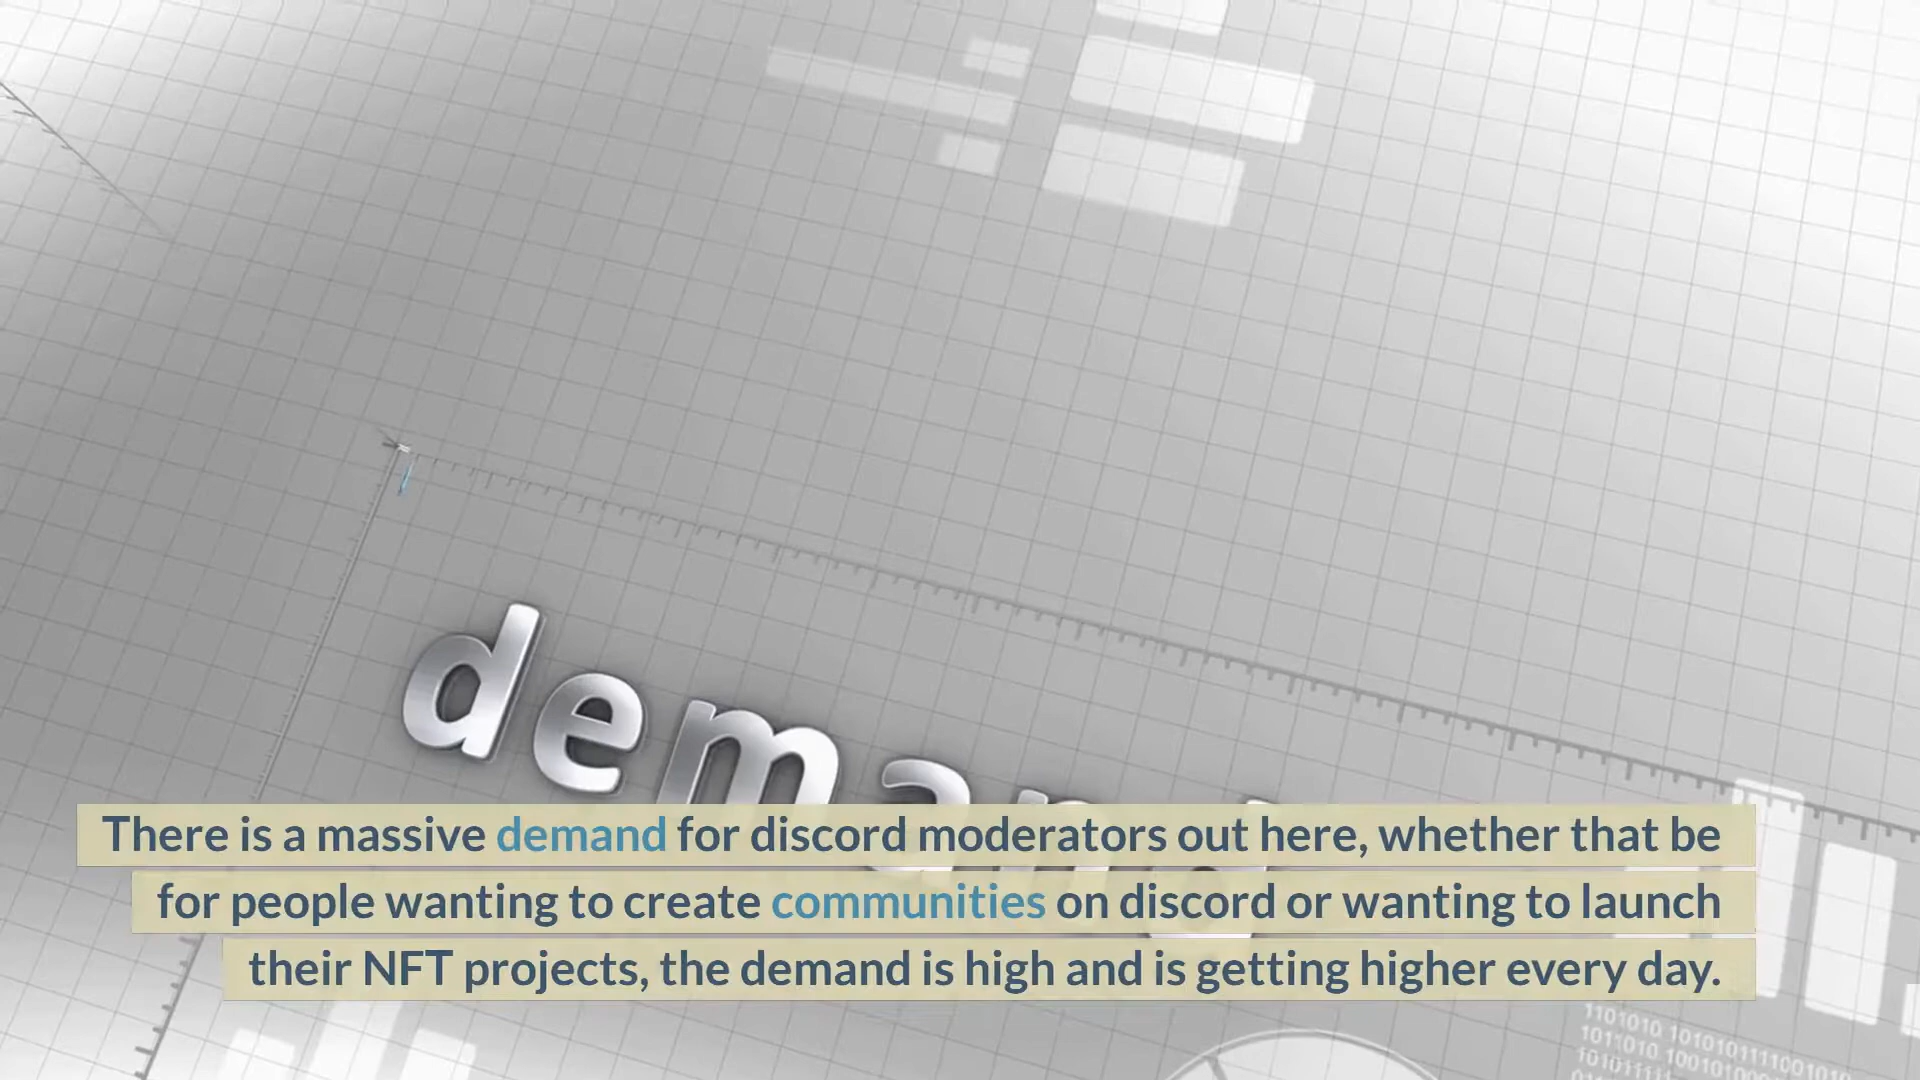 demand
There is a massive demand for discord moderators out here, whether that be
for people wanting to create communities on discord or wanting to launch
their NFT projects, the demand is high and is getting higher every day.